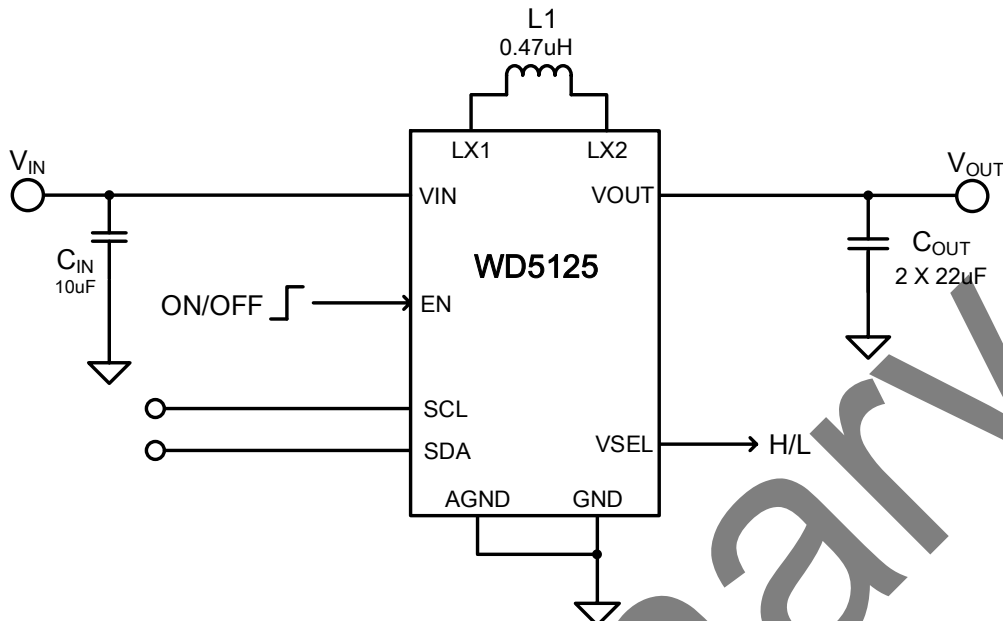 L1
0.47uH
LX1 LX2
VIN
VIN
VOUT
VOUT
WD5125
CIN
10uF
COUT
2 X 22uF
ON/OFF
EN
SCL
SDA
VSEL
H/L
AGND GND
ary